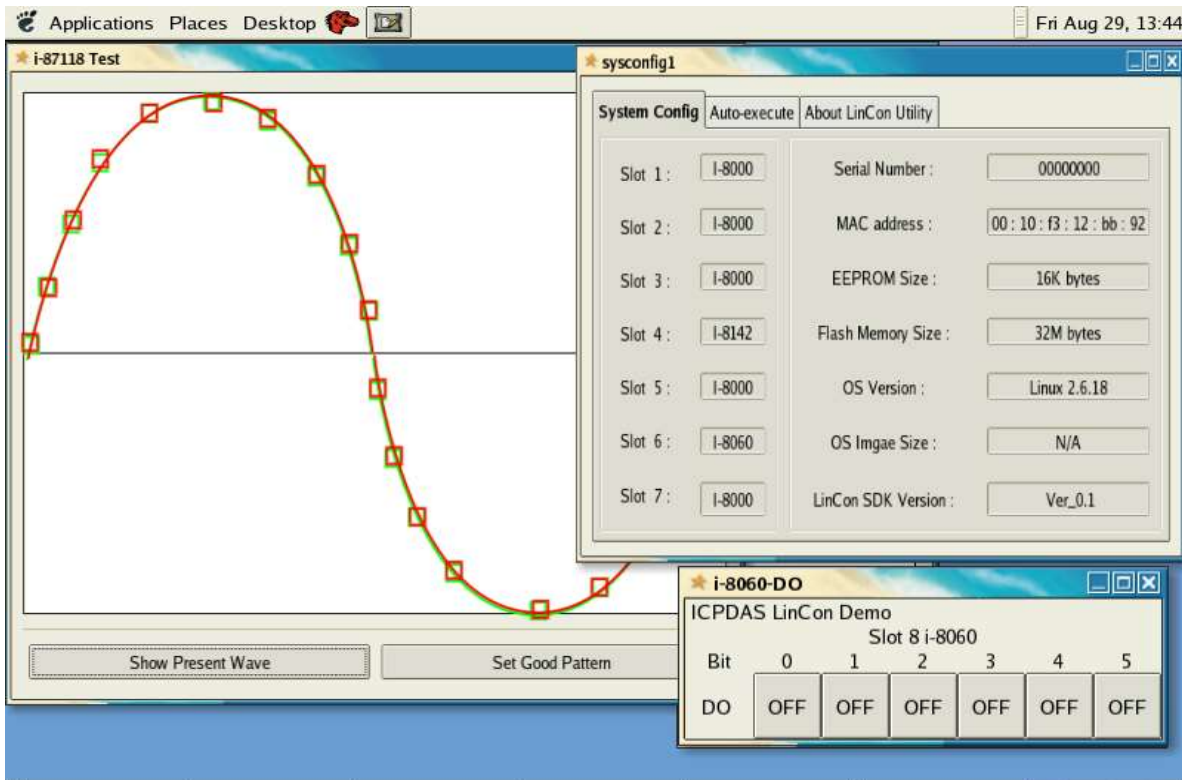 Applications Places Desktop
Fri Aug 29, 13:44
i-87118 Test
Show Present Wave
Set Good Pattern
sysconfig1
System Config Auto-execute About LinCon Utility
Slot 1 : I-8000 Serial Number : 00000000
Slot 2 : I-8000 MAC address : 00 : 10 : f3 : 12 : bb : 92
Slot 3 : I-8000 EEPROM Size : 16K bytes
Slot 4 : I-8142 Flash Memory Size : 32M bytes
Slot 5 : I-8000 OS Version : Linux 2.6.18
Slot 6 : I-8060 OS Imgae Size : N/A
Slot 7 : I-8000 LinCon SDK Version : Ver_0.1
i-8060-DO
ICPDAS LinCon Demo
Slot 8 i-8060
Bit 0 1 2 3 4 5
DO OFF OFF OFF OFF OFF OFF